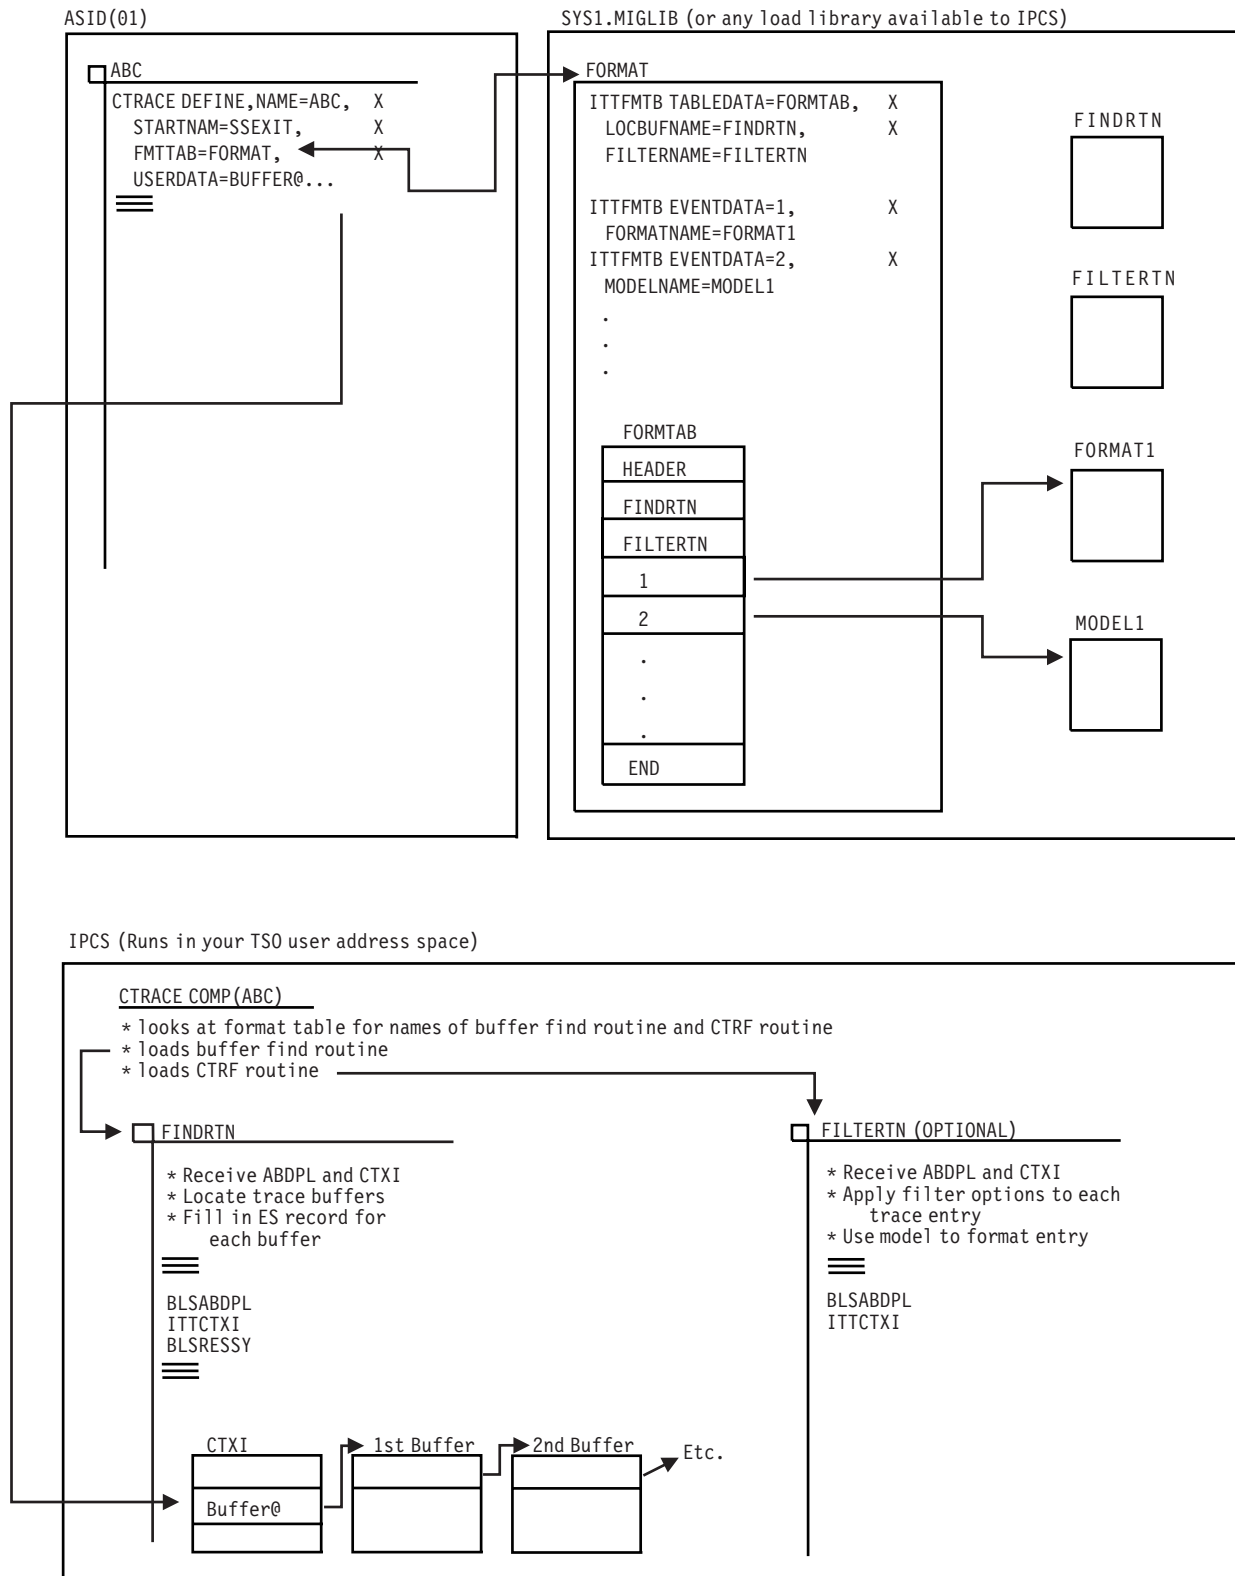 ASID(01)
ABC
CTRACE DEFINE,NAME=ABC, X
STARTNAM=SSEXIT, X
FMTTAB=FORMAT, X
USERDATA=BUFFER@...
SYS1.MIGLIB (or any load library available to IPCS)
FORMAT
ITTFMTB TABLEDATA=FORMTAB, X
LOCBUFNAME=FINDRTN, X
FILTERNAME=FILTERTN
ITTFMTB EVENTDATA=1, X
FORMATNAME=FORMAT1
ITTFMTB EVENTDATA=2, X
MODELNAME=MODEL1
.
.
.
FORMTAB
HEADER
FINDRTN
FILTERTN
1
2
.
.
.
END
FINDRTN
FILTERTN
FORMAT1
MODEL1
IPCS (Runs in your TSO user address space)
CTRACE COMP(ABC)
* looks at format table for names of buffer find routine and CTRF routine
* loads buffer find routine
* loads CTRF routine
FINDRTN
* Receive ABDPL and CTXI
* Locate trace buffers
* Fill in ES record for
each buffer
BLSABDPL
ITTCTXI
BLSRESSY
FILTERTN (OPTIONAL)
* Receive ABDPL and CTXI
* Apply filter options to each
trace entry
* Use model to format entry
BLSABDPL
ITTCTXI
CTXI
Buffer@
1st Buffer
2nd Buffer
Etc.